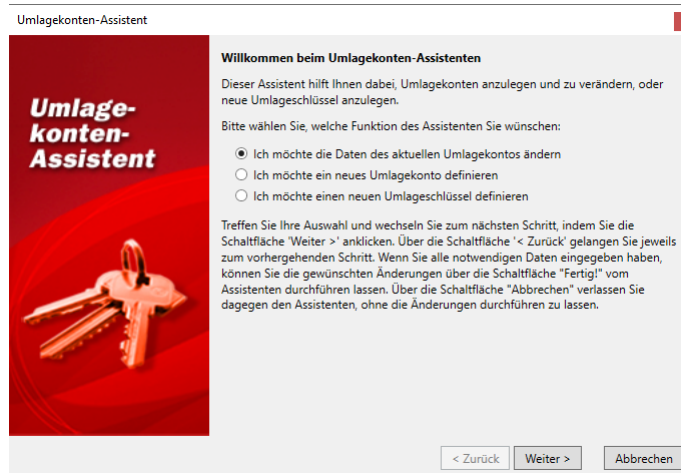 Umlagekonten-Assistent
Umlage-
konten-
Assistent
Willkommen beim Umlagekonten-Assistenten
Dieser Assistent hilft Ihnen dabei, Umlagekonten anzulegen und zu verändern, oder
neue Umlageschlüssel anzulegen.
Bitte wählen Sie, welche Funktion des Assistenten Sie wünschen:
Ich möchte die Daten des aktuellen Umlagekontos ändern
Ich möchte ein neues Umlagekonto definieren
Ich möchte einen neuen Umlageschlüssel definieren
Treffen Sie Ihre Auswahl und wechseln Sie zum nächsten Schritt, indem Sie die
Schaltfläche 'Weiter >' anklicken. Über die Schaltfläche '< Zurück' gelangen Sie jeweils
zum vorhergehenden Schritt. Wenn Sie alle notwendigen Daten eingegeben haben,
können Sie die gewünschten Änderungen über die Schaltfläche "Fertig!" vom
Assistenten durchführen lassen. Über die Schaltfläche "Abbrechen" verlassen Sie
dagegen den Assistenten, ohne die Änderungen durchführen zu lassen.
< Zurück
Weiter >
Abbrechen